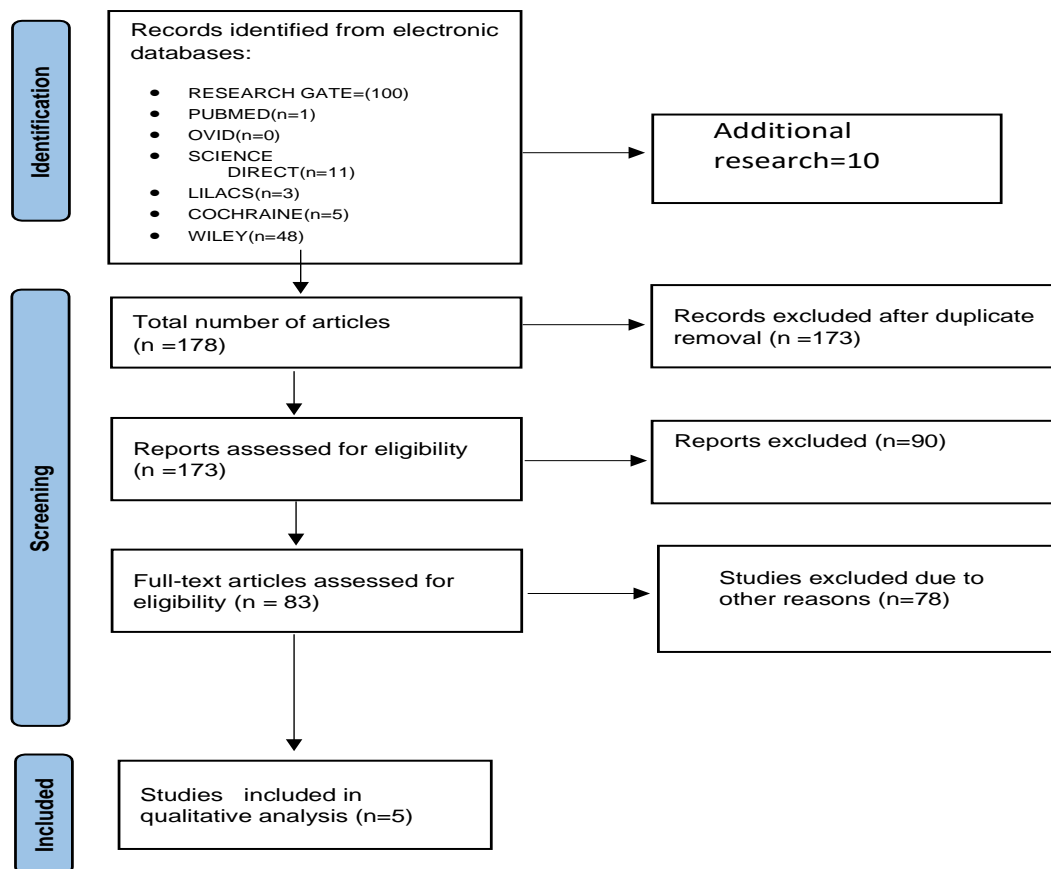 Identification
Records identified from electronic
databases:
• RESEARCH GATE=(100)
• PUBMED(n=1)
• OVID(n=0)
• SCIENCE
DIRECT(n=11)
• LILACS(n=3)
• COCHRAINE(n=5)
• WILEY(n=48)
Additional
research=10
Screening
Total number of articles
(n =178)
Records excluded after duplicate
removal (n =173)
Reports assessed for eligibility
(n =173)
Reports excluded (n=90)
Full-text articles assessed for
eligibility (n = 83)
Studies excluded due to
other reasons (n=78)
Included
Studies included in
qualitative analysis (n=5)